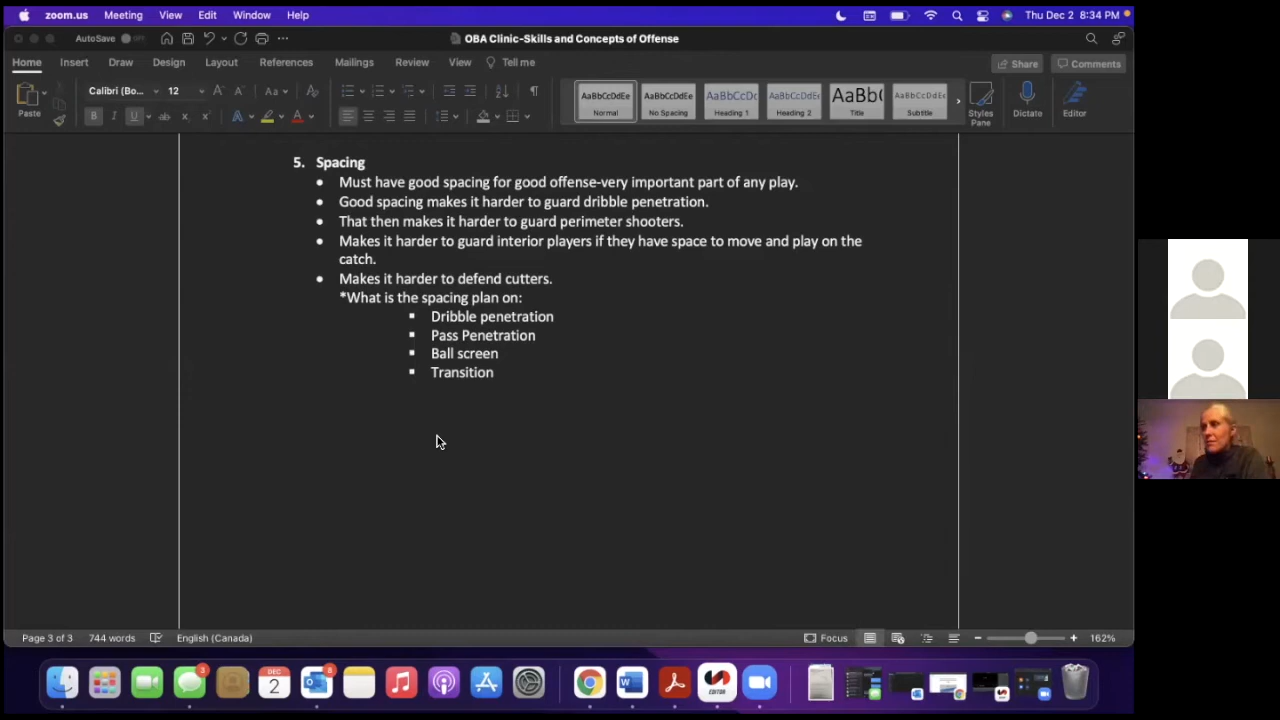 zoom.us Meeting View Edit Window Help Thu Dec 2 8:34 PM
AutoSave OBA Clinic-Skills and Concepts of Offense
Home Insert Draw Design Layout References Mailings Review View Tell me Share Comments
Paste Calibri (Bo... 12 AaBbCcDdEe AaBbCcDdEe AaBbCcDc AaBbCcDdEe AaBb( AaBbCcDdEe
Normal No Spacing Heading 1 Heading 2 Title Subtitle Styles Pane Dictate Editor
5. Spacing
• Must have good spacing for good offense-very important part of any play.
• Good spacing makes it harder to guard dribble penetration.
• That then makes it harder to guard perimeter shooters.
• Makes it harder to guard interior players if they have space to move and play on the
catch.
• Makes it harder to defend cutters.
*What is the spacing plan on:
▪ Dribble penetration
▪ Pass Penetration
▪ Ball screen
▪ Transition
Page 3 of 3 744 words English (Canada) Focus 162%
3 DEC 2 8 EDITOR